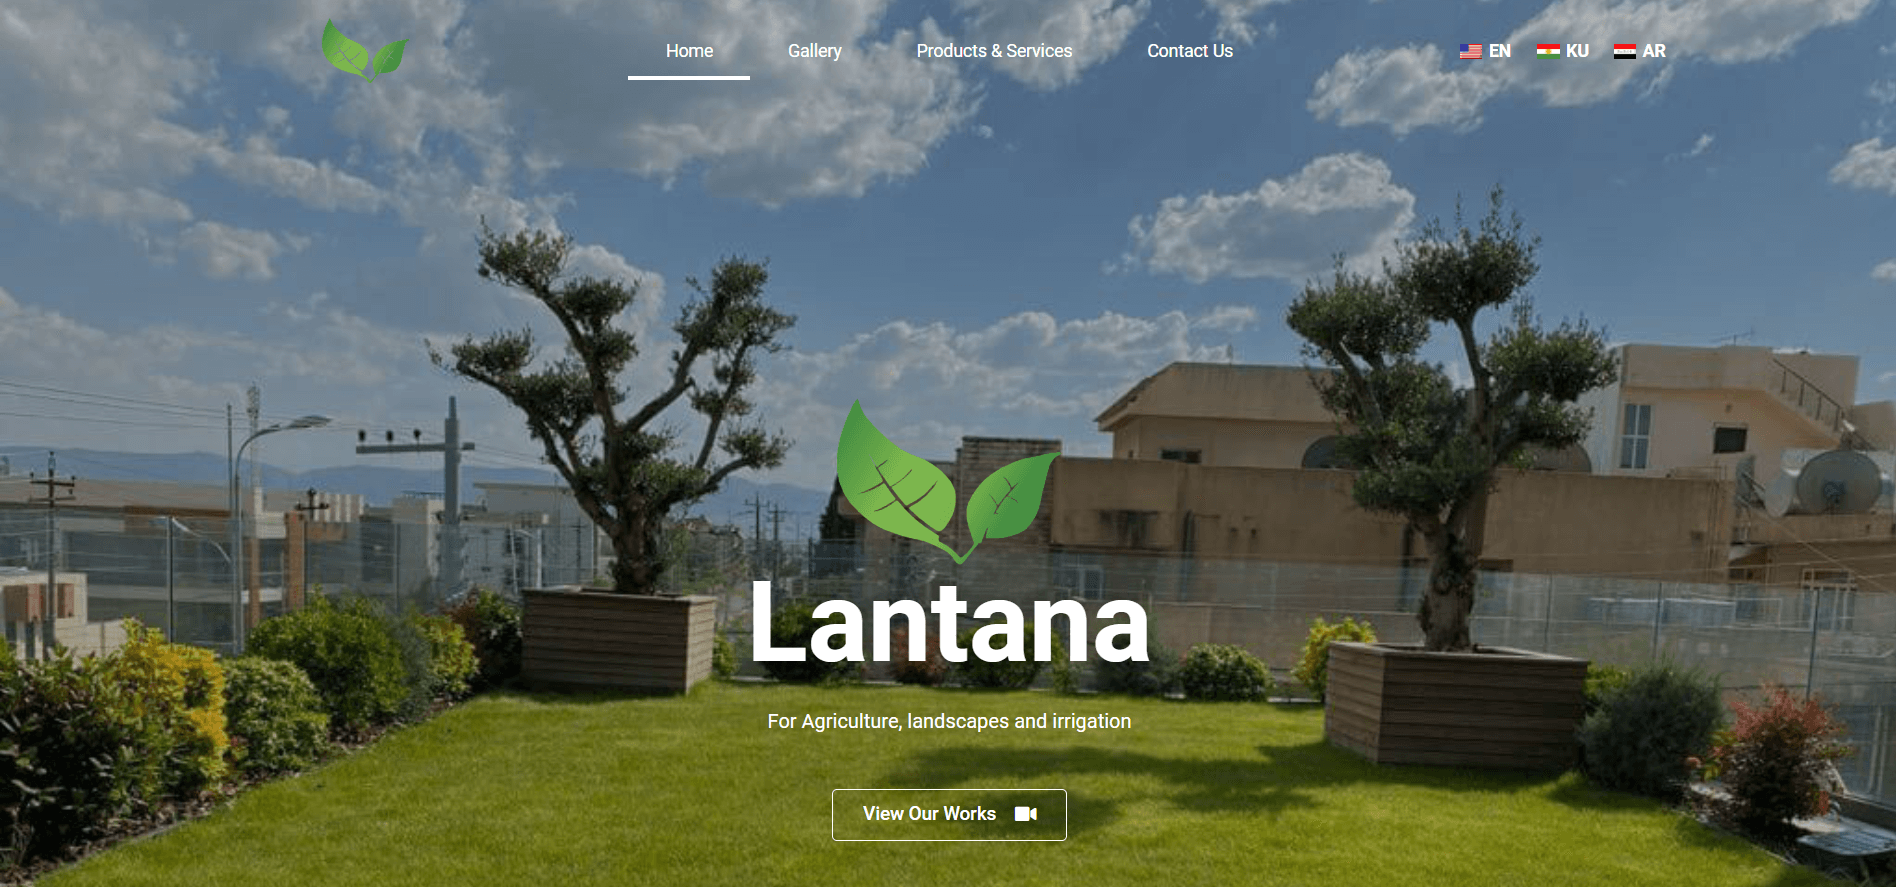 Home
Gallery
Products & Services
Contact Us
EN
KU
AR
Lantana
For Agriculture, landscapes and irrigation
View Our Works